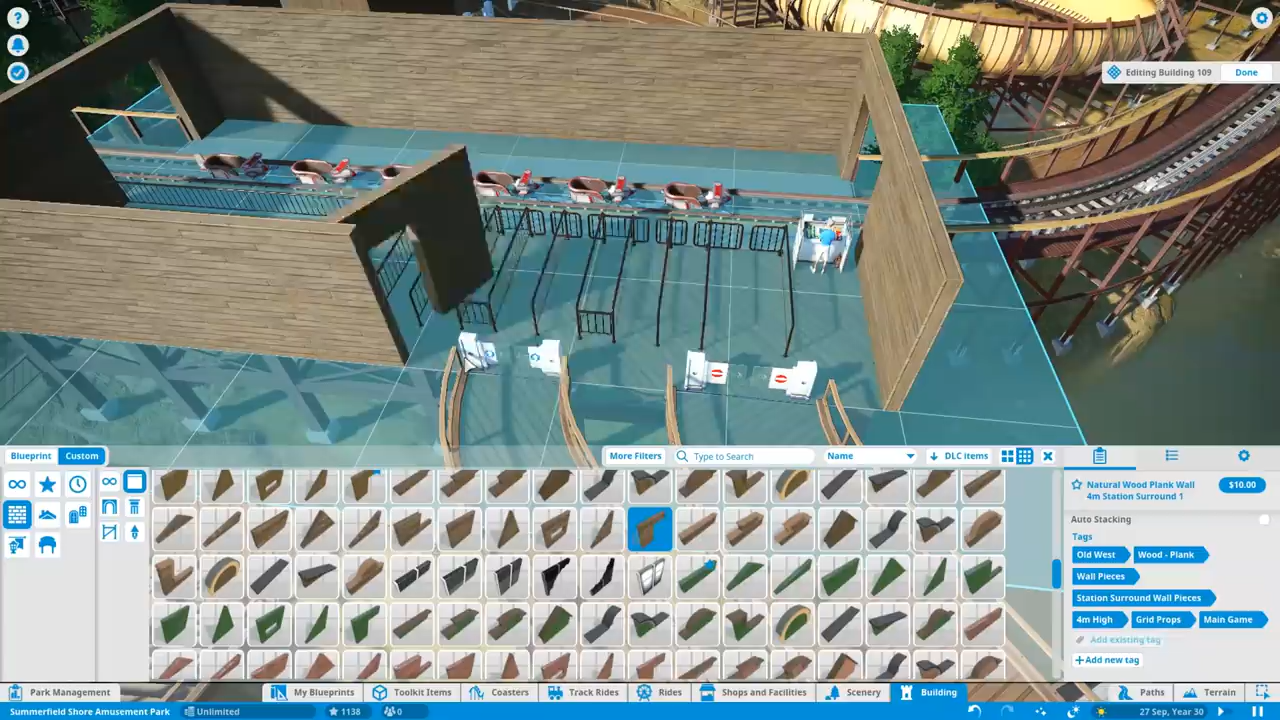 ?
Editing Building 109
Done
Blueprint
Custom
More Filters
Type to Search
Name
DLC items
Natural Wood Plank Wall
4m Station Surround 1
$10.00
Auto Stacking
Tags
Old West
Wood - Plank
Wall Pieces
Station Surround Wall Pieces
4m High
Grid Props
Main Game
Add existing tag
+Add new tag
Park Management
My Blueprints
Toolkit Items
Coasters
Track Rides
Rides
Shops and Facilities
Scenery
Building
Paths
Terrain
Summerfield Shore Amusement Park
Unlimited
1138
0
27 Sep, Year 30